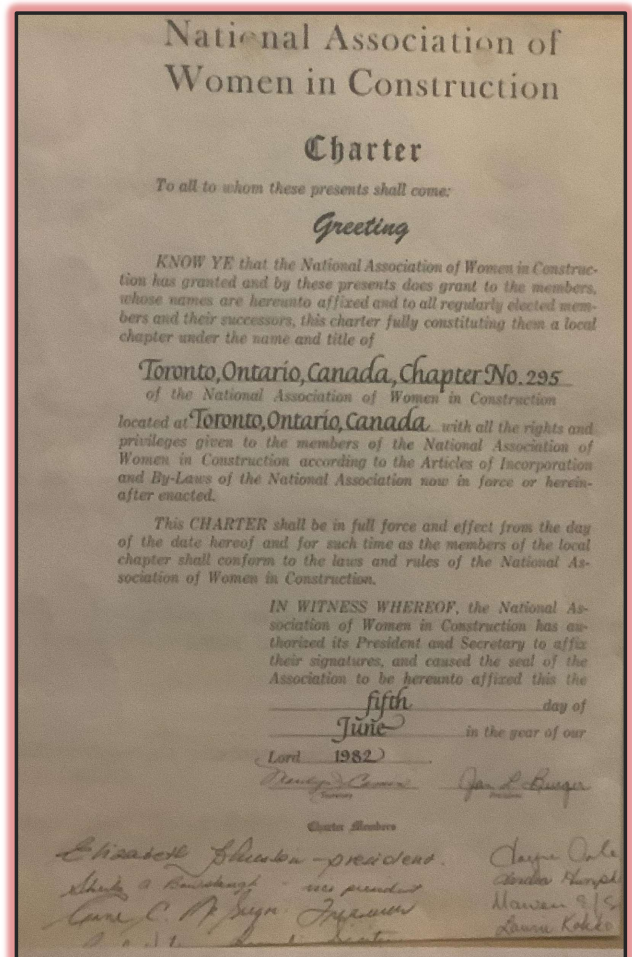 National Association of
Women in Construction
Charter
To all to whom these presents shall come:
Greeting
KNOW YE that the National Association of Women in Construc-
tion has granted and by these presents does grant to the members,
whose names are hereunto affixed and to all regularly elected mem-
bers and their successors, this charter fully constituting them a local
chapter under the name and title of
Toronto, Ontario, Canada, Chapter No. 295
of the National Association of Women in Construction
located at Toronto, Ontario, Canada with all the rights and
privileges given to the members of the National Association of
Women in Construction according to the Articles of Incorporation
and By-Laws of the National Association now in force or herein-
after enacted.
This CHARTER shall be in full force and effect from the day
of the date hereof and for such time as the members of the local
chapter shall conform to the laws and rules of the National As-
sociation of Women in Construction.
IN WITNESS WHEREOF, the National As-
sociation of Women in Construction has au-
thorized its President and Secretary to affix
their signatures, and caused the seal of the
Association to be hereunto affixed this the
fifth day of
June in the year of our
Lord 1982.
Jan L Burger
Charter Members
Elisabeth - president.
Sheila A. - vice president
Anne C.
Laurie Kokko